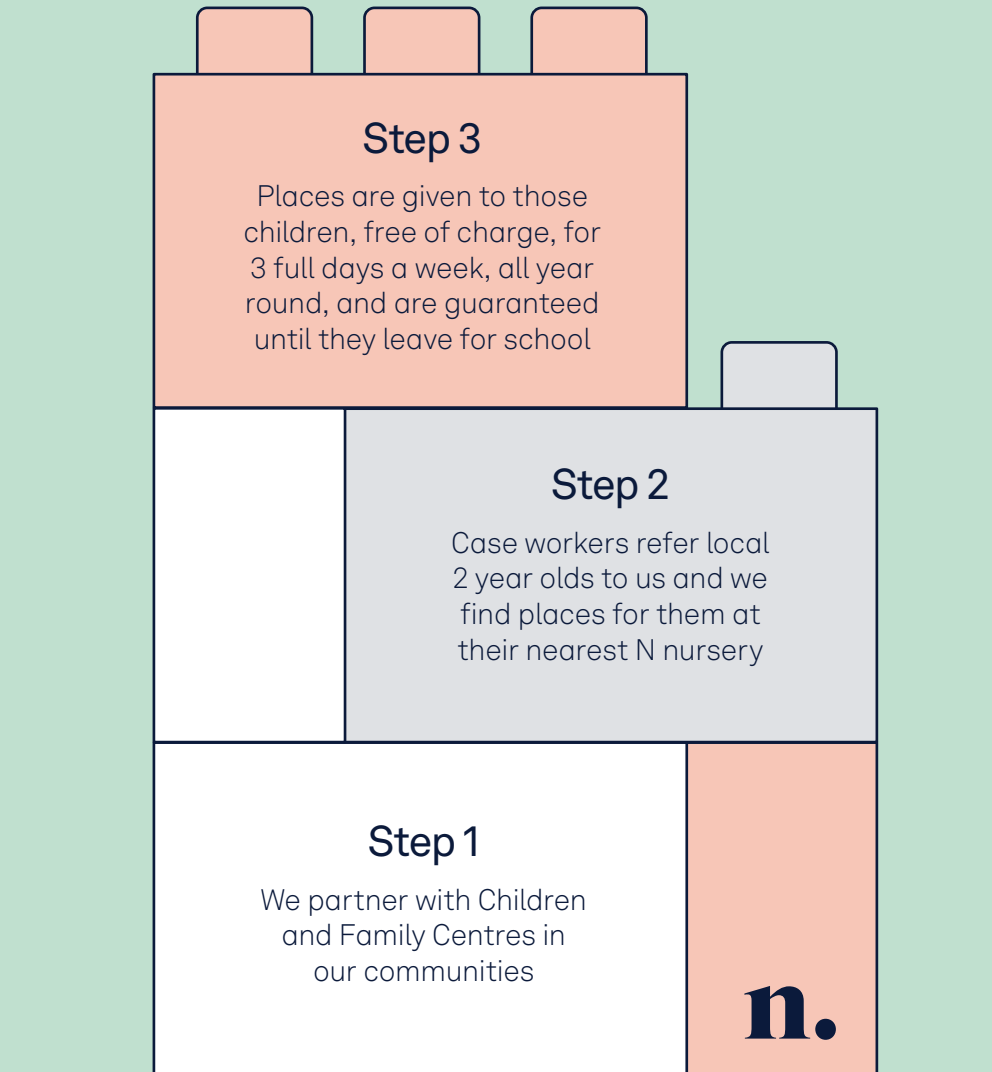 Step 3
Places are given to those
children, free of charge, for
3 full days a week, all year
round, and are guaranteed
until they leave for school
Step 2
Case workers refer local
2 year olds to us and we
find places for them at
their nearest N nursery
Step 1
We partner with Children
and Family Centres in
our communities
n.